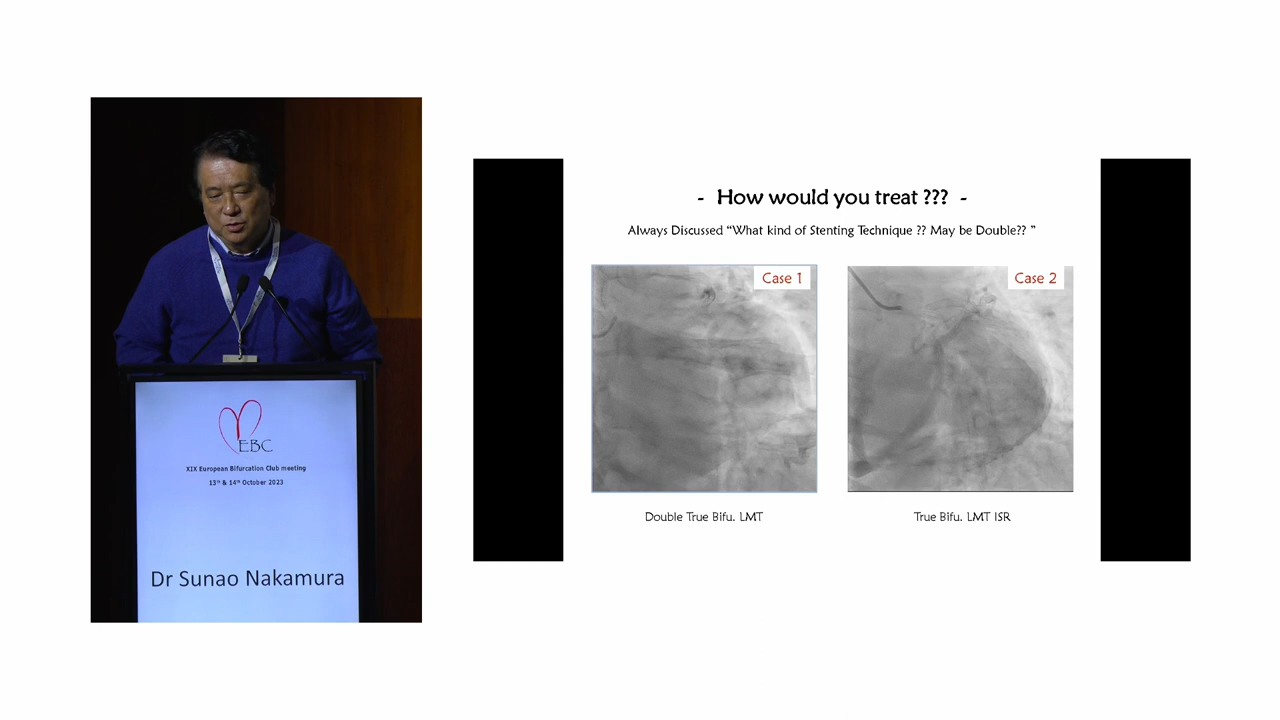 EBC
XIX European Bifurcation Club meeting
13th & 14th October 2023
Dr Sunao Nakamura
- How would you treat ??? -
Always Discussed “What kind of Stenting Technique ?? May be Double?? ”
Case 1
Case 2
Double True Bifu. LMT
True Bifu. LMT ISR